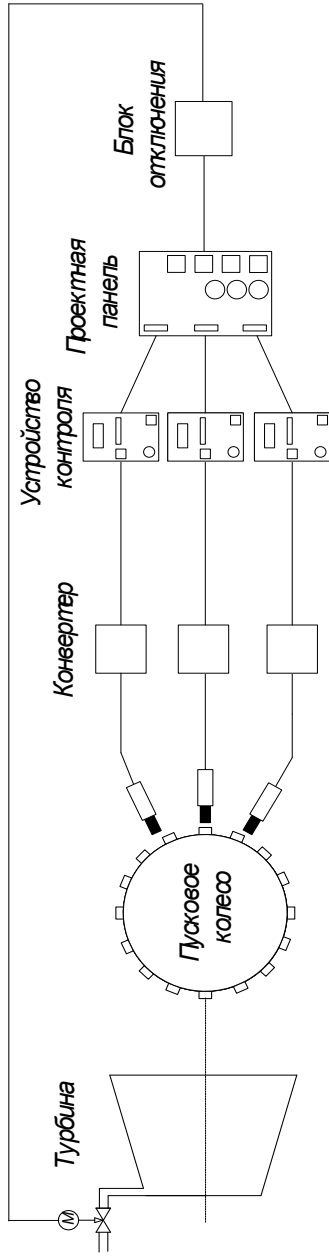 Турбина
М
Пусковое
колесо
Конвертер
Устройство
контроля
Проектная
панель
Блок
отключения